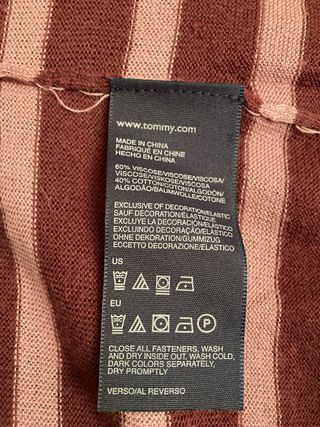 www.tommy.com
MADE IN CHINA
FABRIQUÉ EN CHINE
HECHO EN CHINA
60% VISCOSE/VISCOSE/VISCOSA/
VISCOSE/VISKOSE/VISCOSA
40% COTTON/COTON/ALGODÓN/
ALGODÃO/BAUMWOLLE/COTONE
EXCLUSIVE OF DECORATION/ELASTIC
SAUF DÉCORATION/ÉLASTIQUE
EXCLUYE LA DECORACIÓN/ELÁSTICO
EXCLUINDO DECORAÇÃO/ELÁSTICO
OHNE DEKORATION/GUMMIZUG
ECCETTO DECORAZIONE/ELASTICO
US
EU
30C P
CLOSE ALL FASTENERS, WASH
AND DRY INSIDE OUT, WASH COLD,
DARK COLORS SEPARATELY,
DRY PROMPTLY
VERSO/AL REVERSO